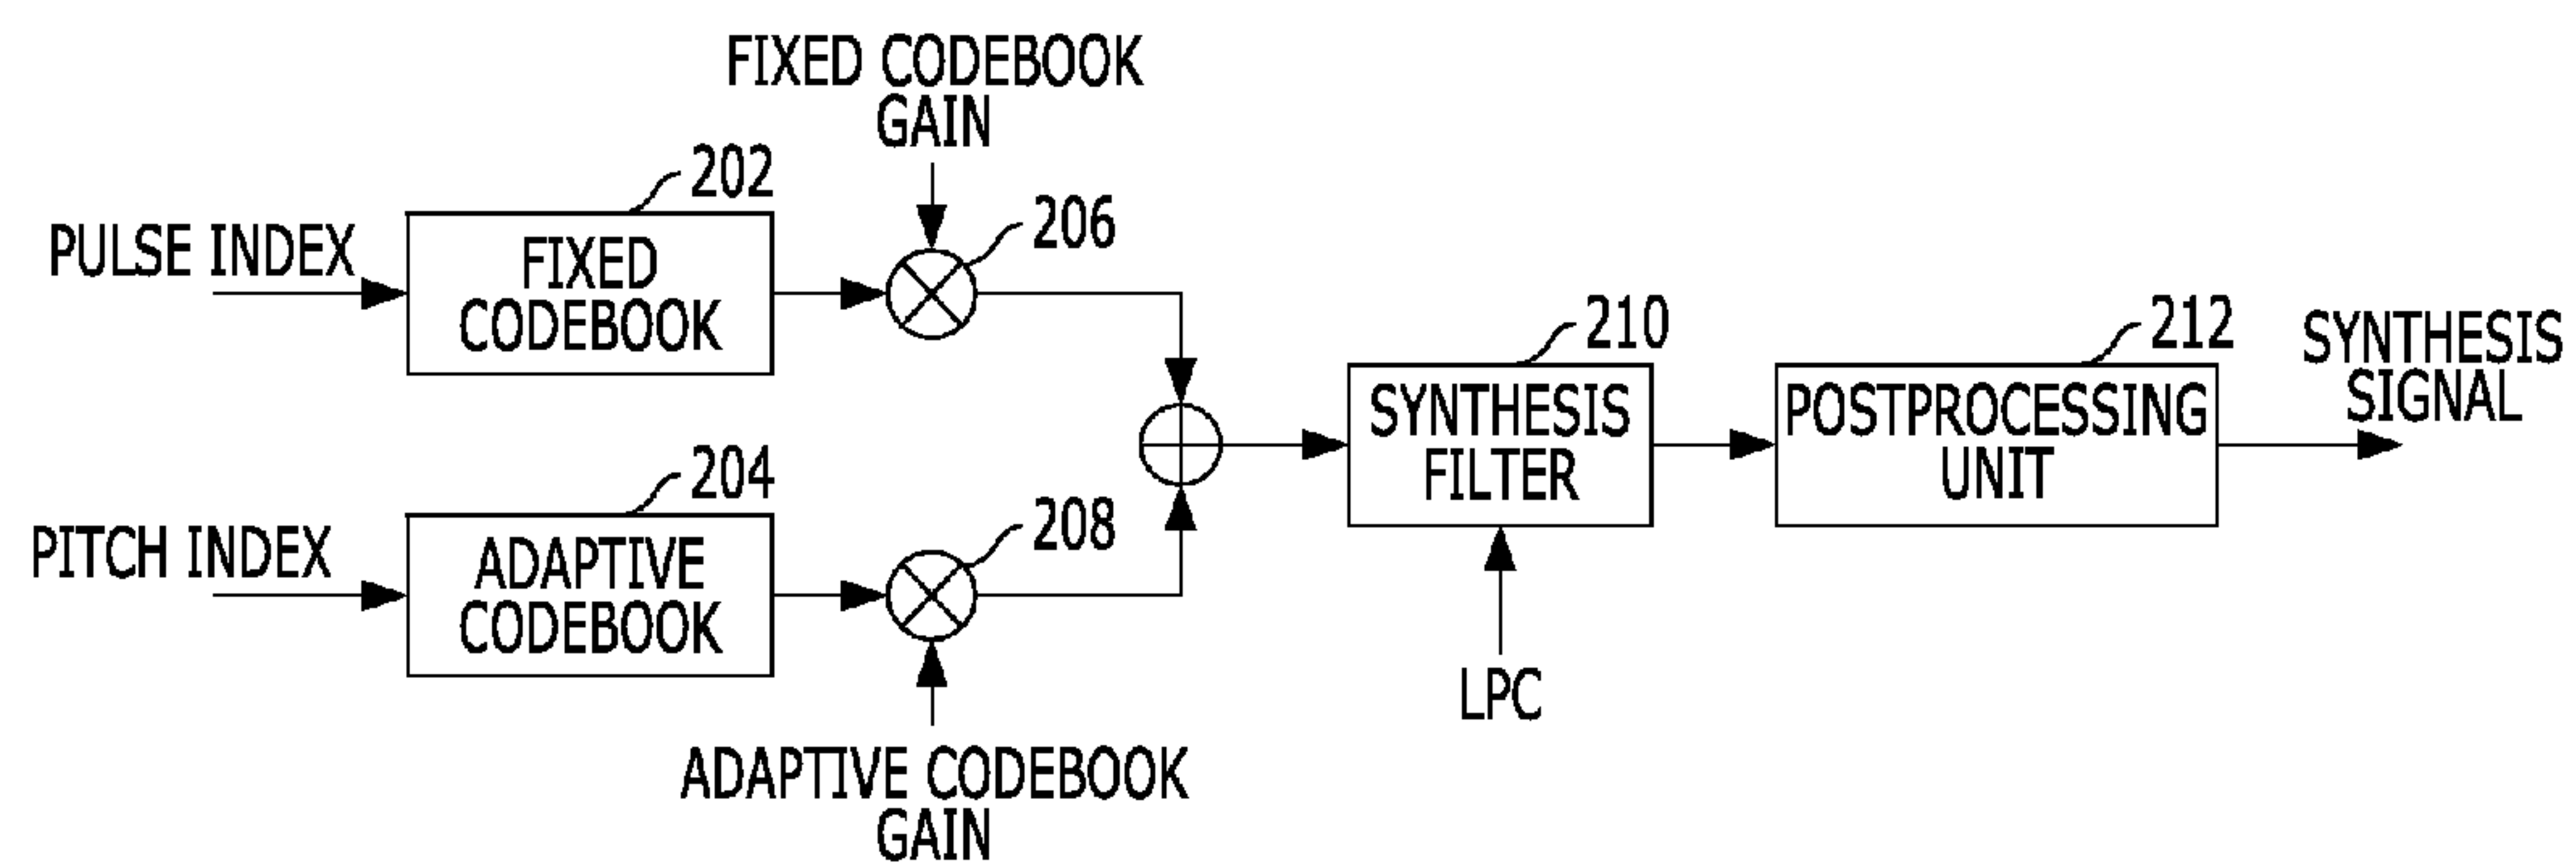 FIXED CODEBOOK
GAIN
202
206
PULSE INDEX
FIXED
CODEBOOK
210
212
SYNTHESIS
SIGNAL
SYNTHESIS
FILTER
POSTPROCESSING
UNIT
204
208
PITCH INDEX
ADAPTIVE
CODEBOOK
LPC
ADAPTIVE CODEBOOK
GAIN